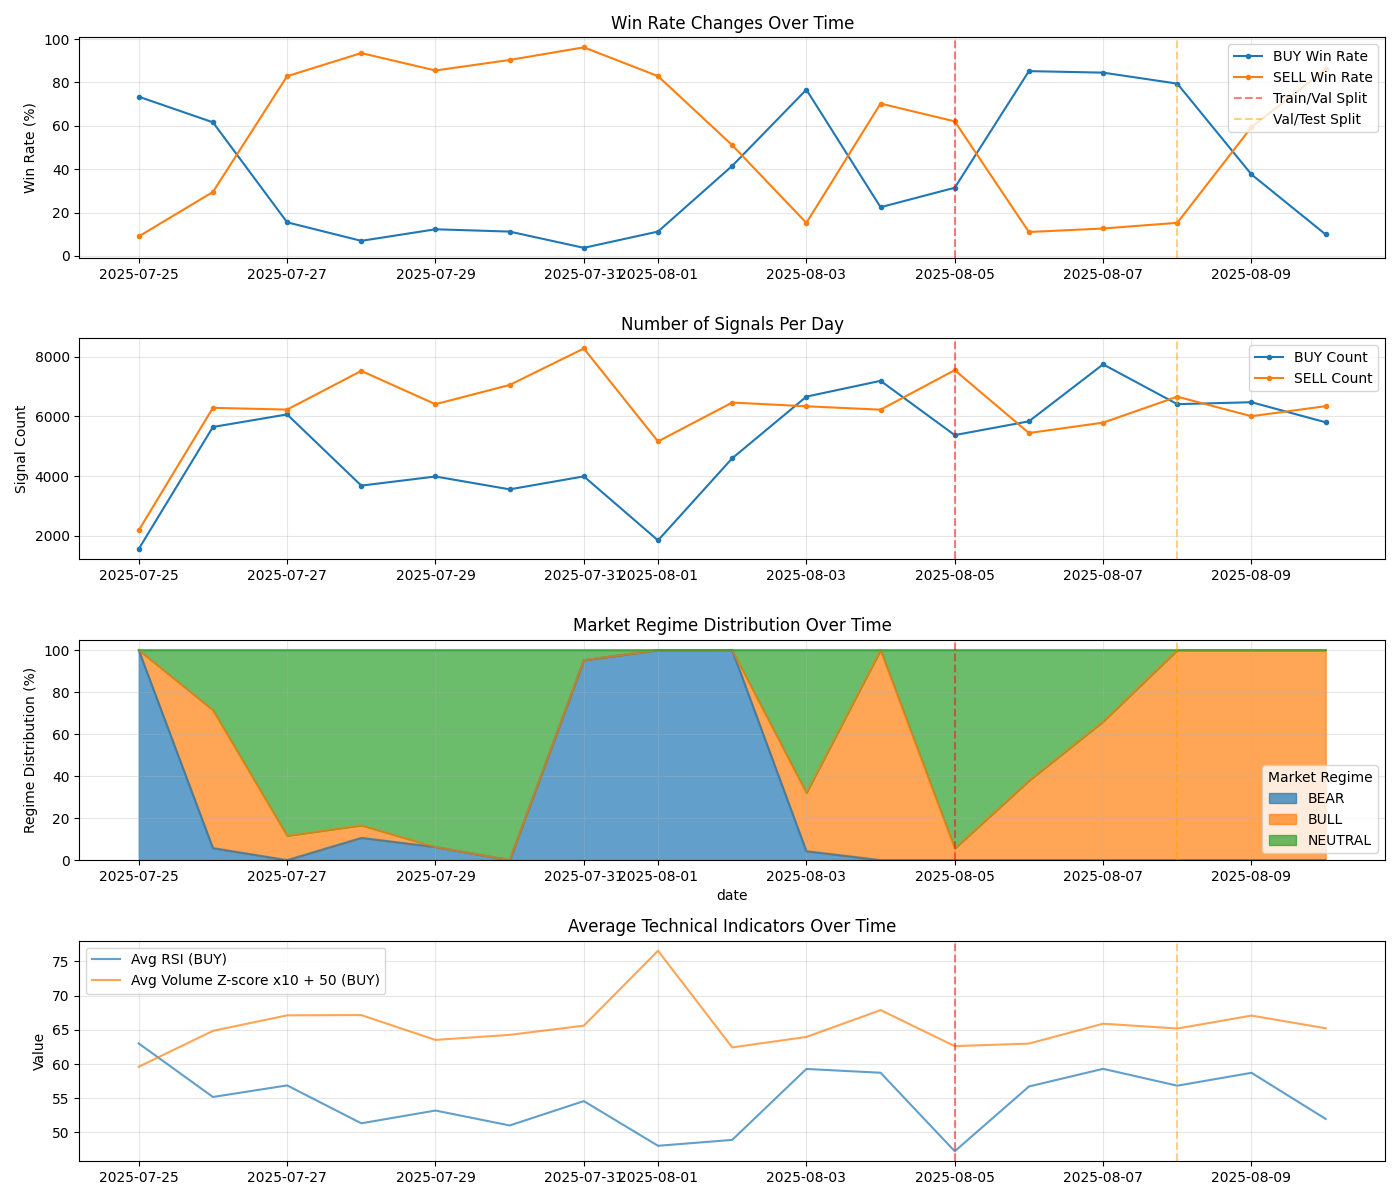 Win Rate Changes Over Time
Win Rate (%)
100
80
60
40
20
0
BUY Win Rate
SELL Win Rate
Train/Val Split
Val/Test Split
2025-07-25
2025-07-27
2025-07-29
2025-07-31
2025-08-01
2025-08-03
2025-08-05
2025-08-07
2025-08-09
Number of Signals Per Day
Signal Count
8000
6000
4000
2000
BUY Count
SELL Count
2025-07-25
2025-07-27
2025-07-29
2025-07-31
2025-08-01
2025-08-03
2025-08-05
2025-08-07
2025-08-09
Market Regime Distribution Over Time
Regime Distribution (%)
100
80
60
40
20
0
Market Regime
BEAR
BULL
NEUTRAL
2025-07-25
2025-07-27
2025-07-29
2025-07-31
2025-08-01
2025-08-03
2025-08-05
2025-08-07
2025-08-09
date
Average Technical Indicators Over Time
Value
75
70
65
60
55
50
Avg RSI (BUY)
Avg Volume Z-score x10 + 50 (BUY)
2025-07-25
2025-07-27
2025-07-29
2025-07-31
2025-08-01
2025-08-03
2025-08-05
2025-08-07
2025-08-09